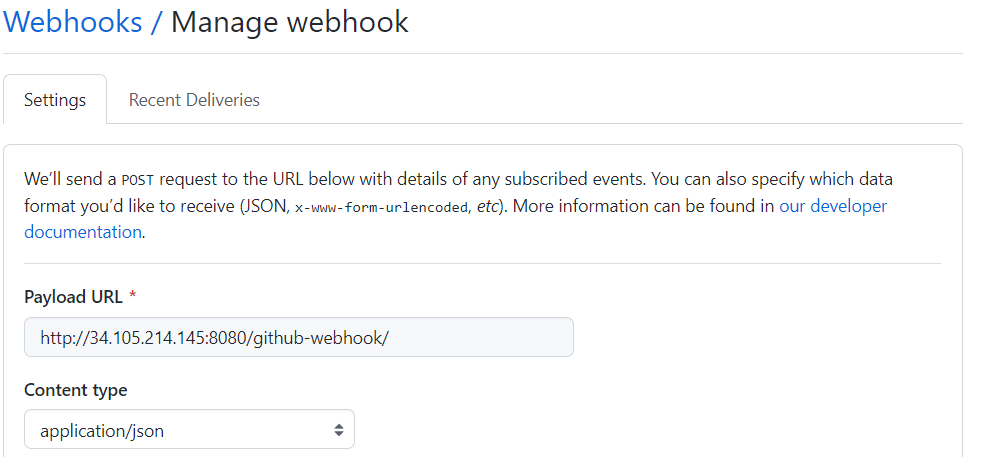 Webhooks / Manage webhook
Settings
Recent Deliveries
We’ll send a POST request to the URL below with details of any subscribed events. You can also specify which data
format you’d like to receive (JSON, x-www-form-urlencoded, etc). More information can be found in our developer
documentation.
Payload URL *
http://34.105.214.145:8080/github-webhook/
Content type
application/json